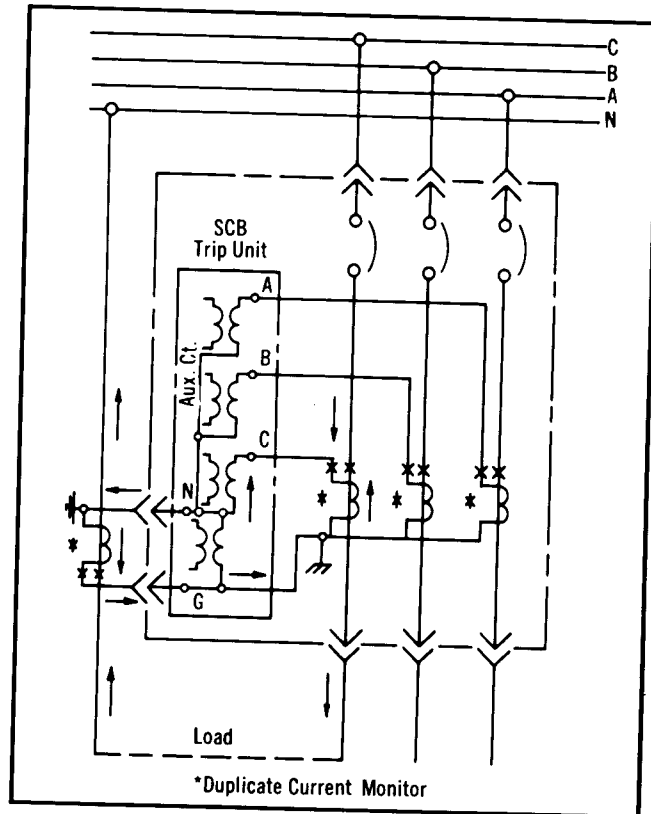 C
B
A
N
SCB
Trip Unit
A
Aux. Ct.
B
C
N
G
Load
*Duplicate Current Monitor